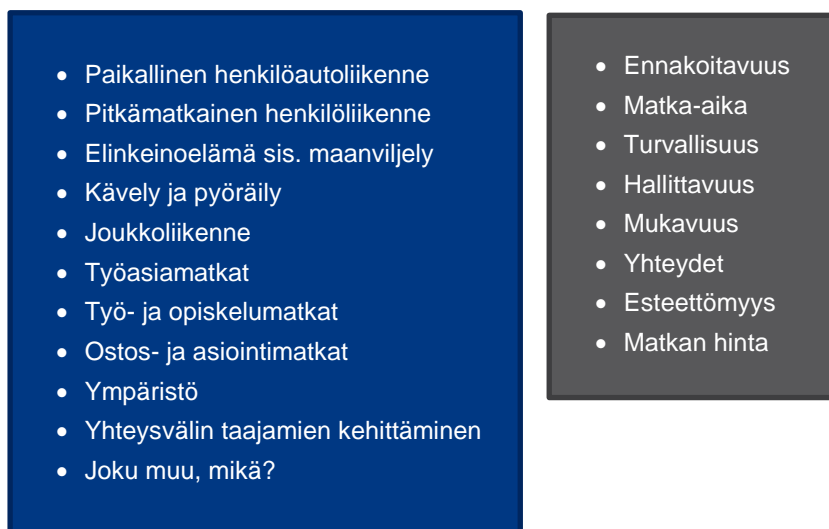 • Paikallinen henkilöautoliikenne
• Pitkämatkainen henkilöliikenne
• Elinkeinoelämä sis. maanviljely
• Kävely ja pyöräily
• Joukkoliikenne
• Työasiamatkat
• Työ- ja opiskelumatkat
• Ostos- ja asiointimatkat
• Ympäristö
• Yhteysvälin taajamien kehittäminen
• Joku muu, mikä?
• Ennakoitavuus
• Matka-aika
• Turvallisuus
• Hallittavuus
• Mukavuus
• Yhteydet
• Esteettömyys
• Matkan hinta